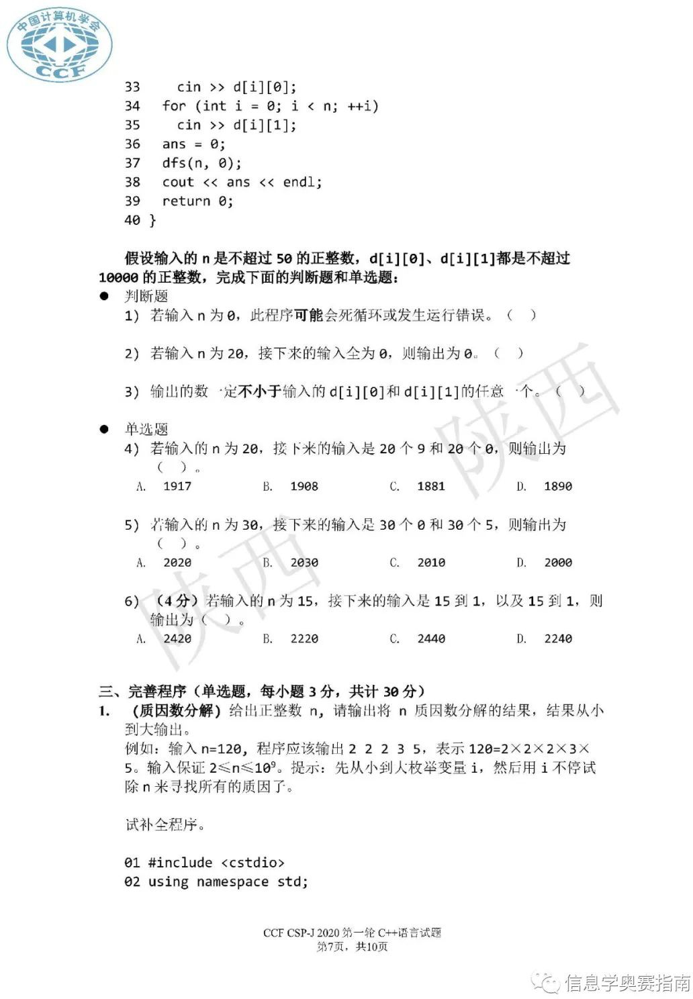 中国计算机学会
CCF
33 cin >> d[i][0];
34 for (int i = 0; i < n; ++i)
35 cin >> d[i][1];
36 ans = 0;
37 dfs(n, 0);
38 cout << ans << endl;
39 return 0;
40 }
假设输入的 n 是不超过 50 的正整数，d[i][0]、d[i][1]都是不超过
10000 的正整数，完成下面的判断题和单选题：
● 判断题
1) 若输入 n 为 0，此程序可能会死循环或发生运行错误。（ ）
2) 若输入 n 为 20，接下来的输入全为 0，则输出为 0。（ ）
3) 输出的数一定不小于输入的 d[i][0]和 d[i][1]的任意一个。（ ）
● 单选题
4) 若输入的 n 为 20，接下来的输入是 20 个 9 和 20 个 0，则输出为
（ ）。
A. 1917 B. 1908 C. 1881 D. 1890
5) 若输入的 n 为 30，接下来的输入是 30 个 0 和 30 个 5，则输出为
（ ）。
A. 2020 B. 2030 C. 2010 D. 2000
6) （4 分）若输入的 n 为 15，接下来的输入是 15 到 1，以及 15 到 1，则
输出为（ ）。
A. 2420 B. 2220 C. 2440 D. 2240
三、完善程序（单选题，每小题 3 分，共计 30 分）
1. (质因数分解) 给出正整数 n，请输出将 n 质因数分解的结果，结果从小
到大输出。
例如：输入 n=120，程序应该输出 2 2 2 3 5，表示 120=2×2×2×3×
5。输入保证 2≤n≤10⁹。提示：先从小到大枚举变量 i，然后用 i 不停试
除 n 来寻找所有的质因子。
试补全程序。
01 #include <cstdio>
02 using namespace std;
陕西
陕西
CCF CSP-J 2020 第一轮 C++语言试题
第7页，共10页
信息学奥赛指南